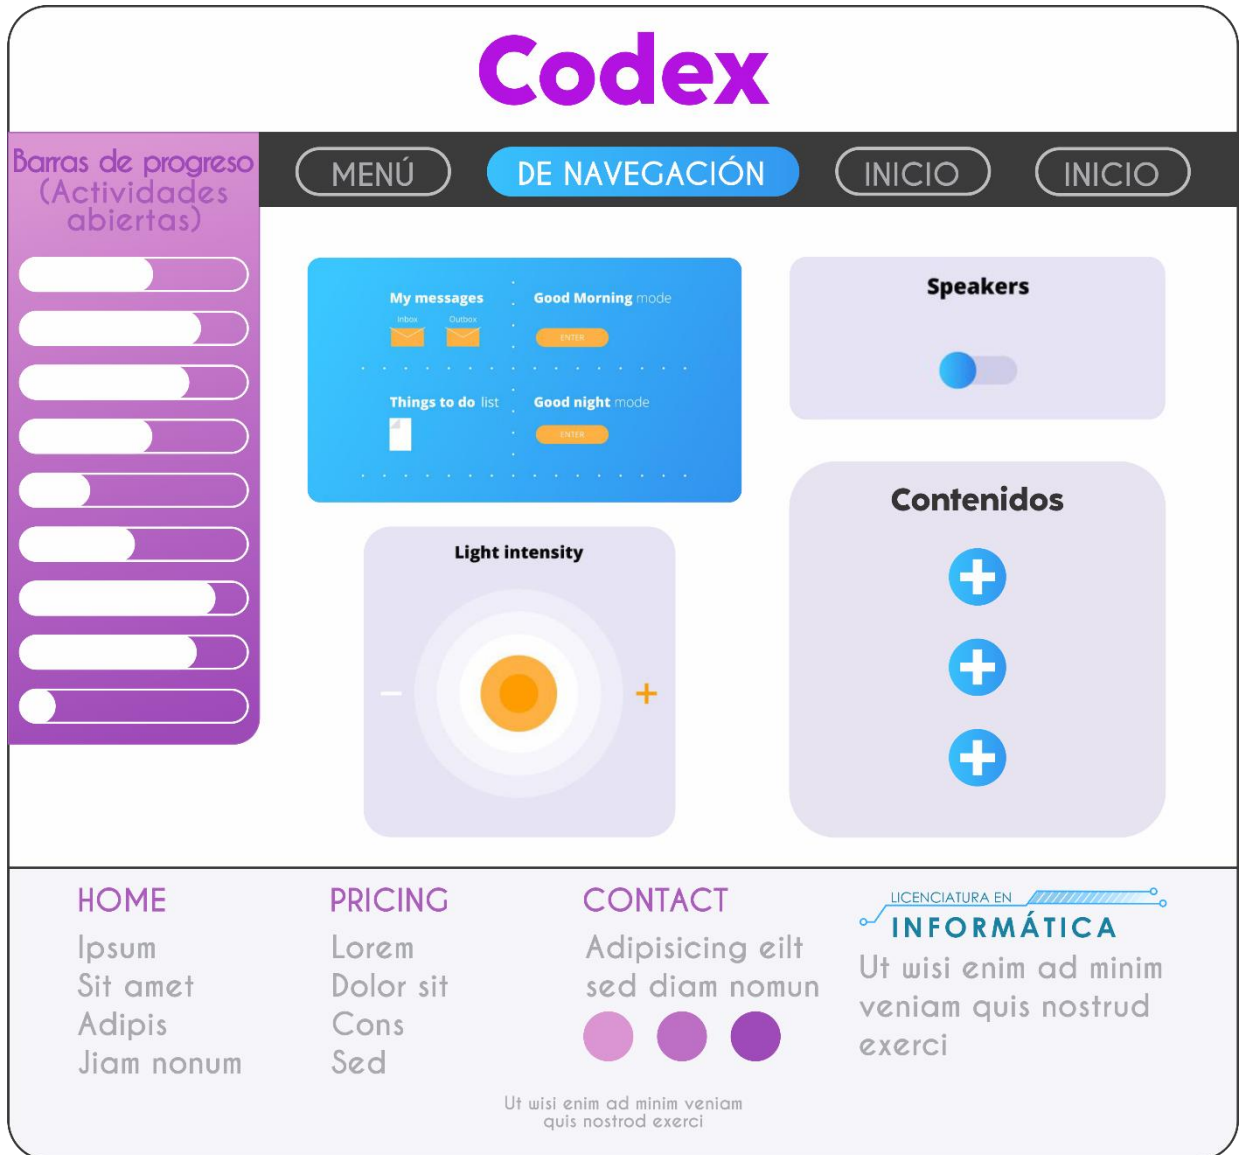 Codex
Barras de progreso
(Actividades
abiertas)
MENÚ
DE NAVEGACIÓN
INICIO
INICIO
My messages
Inbox
Outbox
Good Morning mode
ENTER
Things to do list
Good night mode
ENTER
Speakers
Light intensity
Contenidos
HOME
Ipsum
Sit amet
Adipis
Jiam nonum
PRICING
Lorem
Dolor sit
Cons
Sed
CONTACT
Adipisicing eilt
sed diam nomun
LICENCIATURA EN
INFORMÁTICA
Ut wisi enim ad minim
veniam quis nostrud
exerci
Ut wisi enim ad minim veniam
quis nostrod exerci